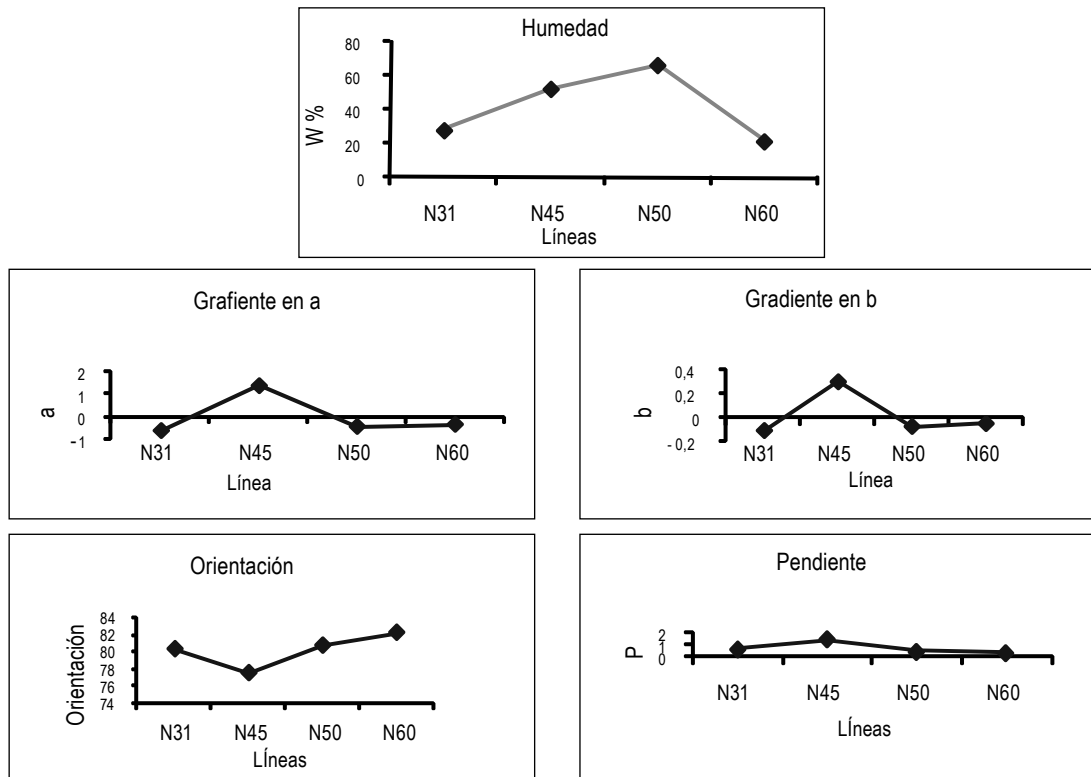 Humedad
W %
80
60
40
20
0
N31 N45 N50 N60
Líneas
Grafiente en a
a
2
1
0
-1
N31 N45 N50 N60
Línea
Gradiente en b
b
0,4
0,2
0
- 0,2
N31 N45 N50 N60
Línea
Orientación
Orientación
84
82
80
78
76
74
N31 N45 N50 N60
LÍneas
Pendiente
P
2
1
0
N31 N45 N50 N60
LÍneas